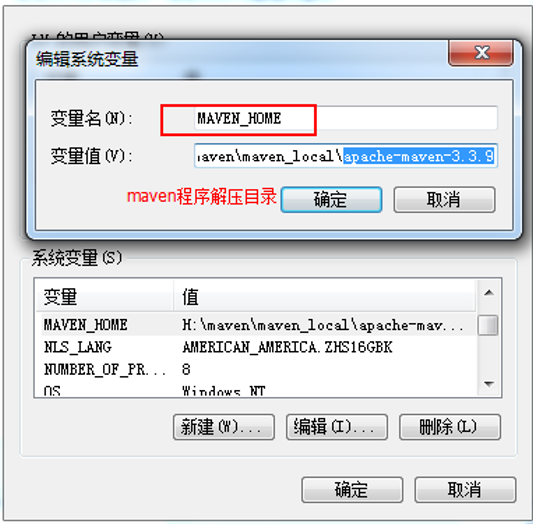 编辑系统变量
变量名(N):
MAVEN_HOME
变量值(V):
aven\maven_local\apache-maven-3.3.9
maven程序解压目录
确定
取消
系统变量(S)
变量
值
MAVEN_HOME
H:\maven\maven_local\apache-mav...
NLS_LANG
AMERICAN_AMERICA.ZHS16GBK
NUMBER_OF_PR...
8
OS
Windows_NT
新建(W)...
编辑(I)...
删除(L)
确定
取消